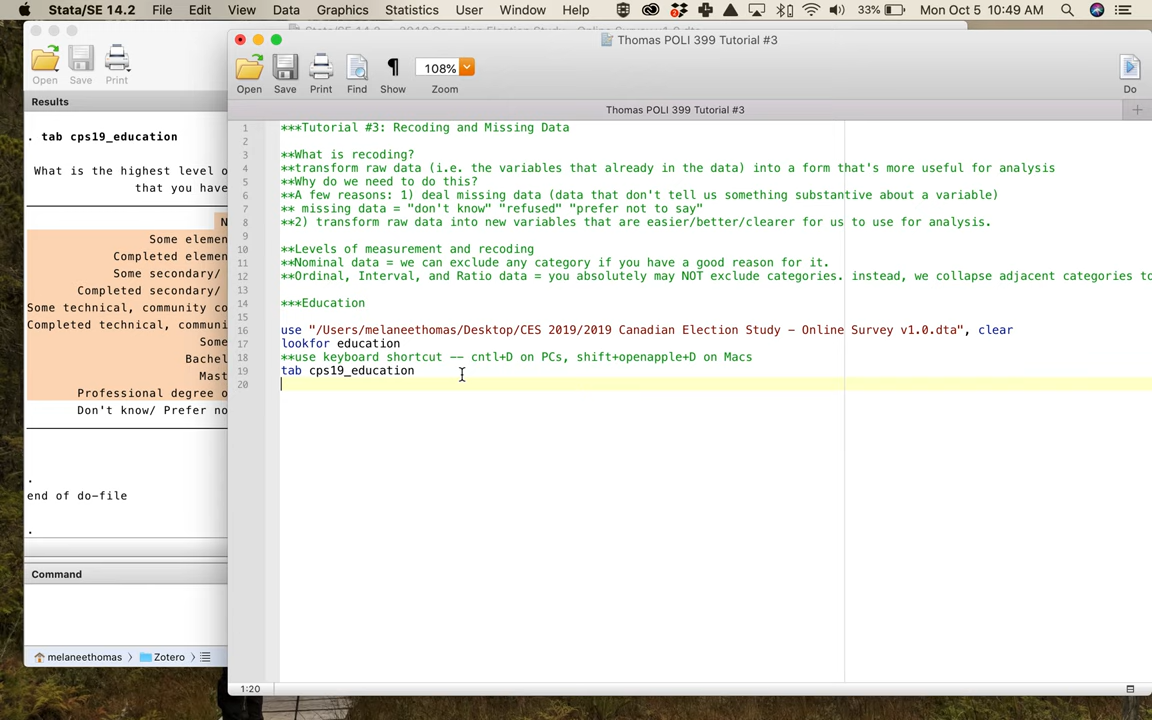 Stata/SE 14.2 File Edit View Data Graphics Statistics User Window Help 33% Mon Oct 5 10:49 AM
Thomas POLI 399 Tutorial #3
Open Save Print
Open Save Print Find Show 108% Zoom Do
Results
Thomas POLI 399 Tutorial #3
. tab cps19_education
What is the highest level o
that you have
N
Some elemen
Completed elemen
Some secondary/
Completed secondary/
Some technical, community co
Completed technical, communi
Some
Bache
Mast
Professional degree o
Don't know/ Prefer no
.
end of do-file
.
Command
melaneethomas Zotero
1 ***Tutorial #3: Recoding and Missing Data
2
3 **What is recoding?
4 **transform raw data (i.e. the variables that already in the data) into a form that's more useful for analysis
5 **Why do we need to do this?
6 **A few reasons: 1) deal missing data (data that don't tell us something substantive about a variable)
7 ** missing data = "don't know" "refused" "prefer not to say"
8 **2) transform raw data into new variables that are easier/better/clearer for us to use for analysis.
9
10 **Levels of measurement and recoding
11 **Nominal data = we can exclude any category if you have a good reason for it.
12 **Ordinal, Interval, and Ratio data = you absolutely may NOT exclude categories. instead, we collapse adjacent categories to
13
14 ***Education
15
16 use "/Users/melaneethomas/Desktop/CES 2019/2019 Canadian Election Study - Online Survey v1.0.dta", clear
17 lookfor education
18 **use keyboard shortcut -- cntl+D on PCs, shift+openapple+D on Macs
19 tab cps19_education
20
1:20